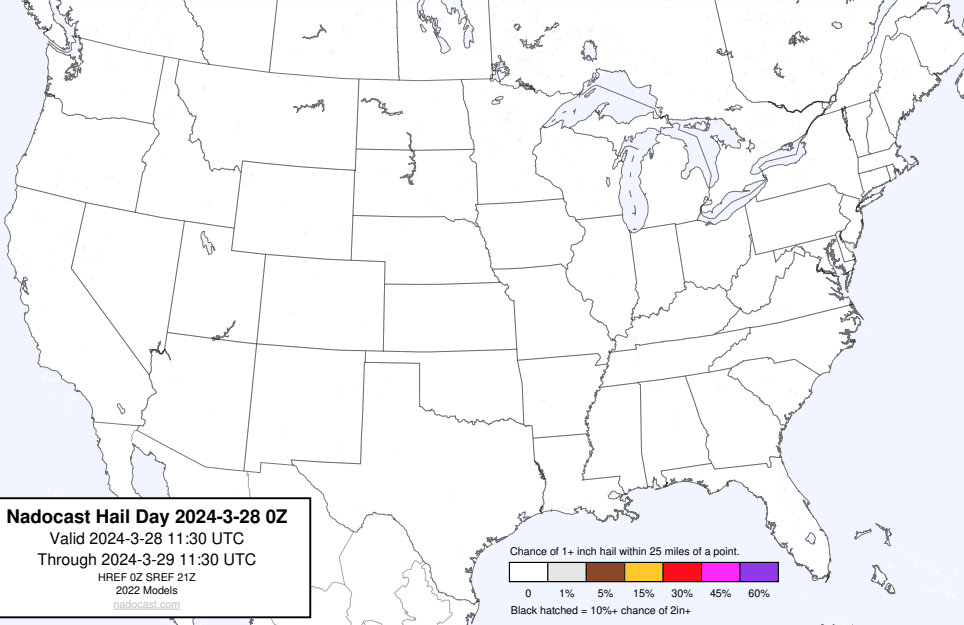 Nadocast Hail Day 2024-3-28 0Z
Valid 2024-3-28 11:30 UTC
Through 2024-3-29 11:30 UTC
HREF 0Z SREF 21Z
2022 Models
nadocast.com
Chance of 1+ inch hail within 25 miles of a point.
0 1% 5% 15% 30% 45% 60%
Black hatched = 10%+ chance of 2in+